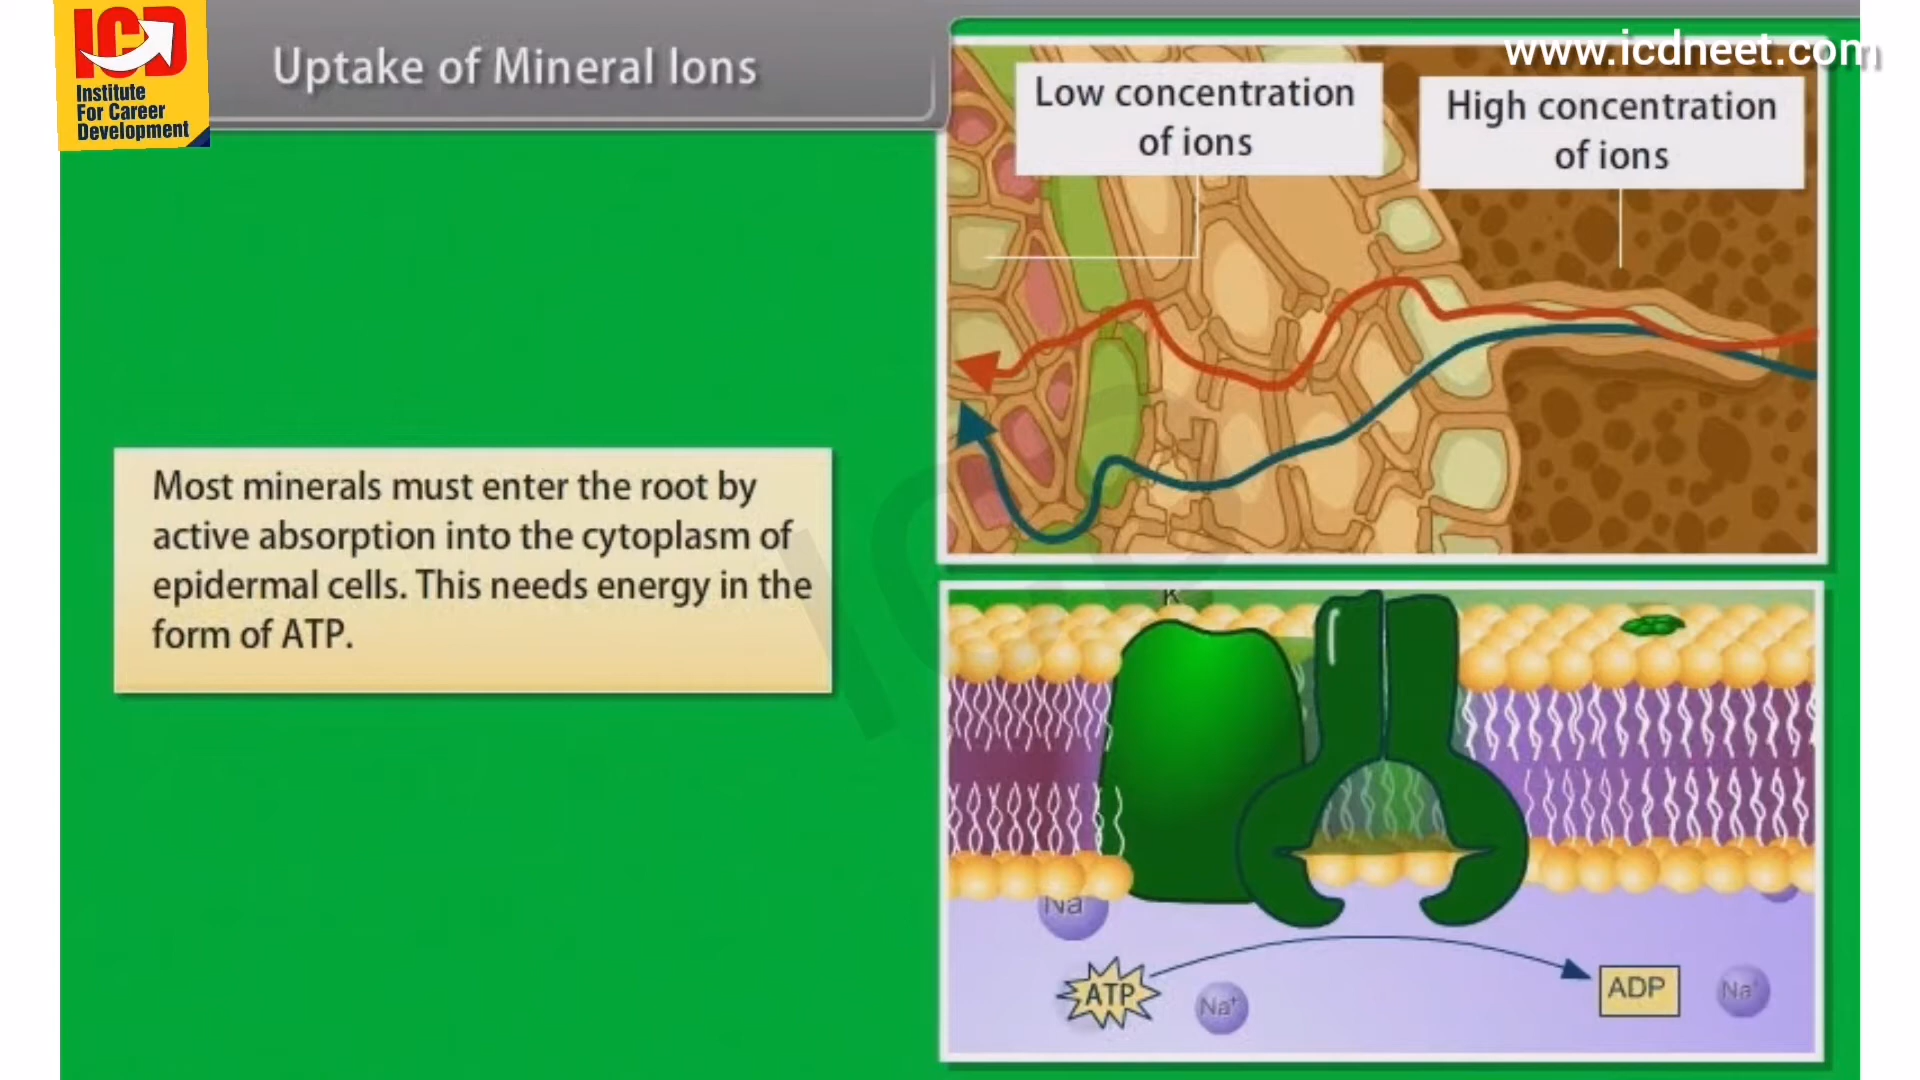 ICD
Institute
For Career
Development
Uptake of Mineral Ions
www.icdneet.com
Low concentration
of ions
High concentration
of ions
Most minerals must enter the root by
active absorption into the cytoplasm of
epidermal cells. This needs energy in the
form of ATP.
K
Na
ATP
Na⁺
ADP
Na⁺